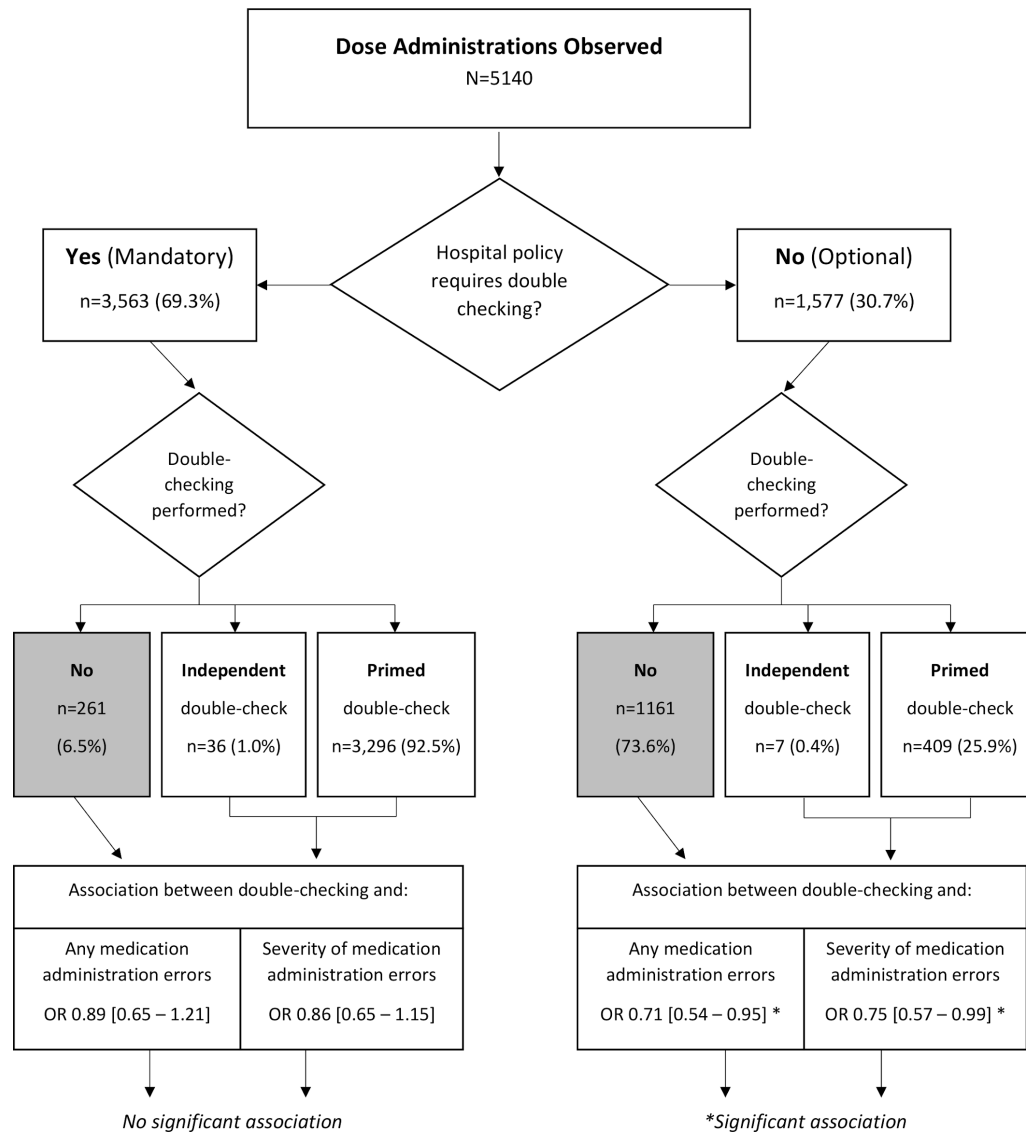 Dose Administrations Observed
N=5140
Hospital policy
requires double
checking?
Yes (Mandatory)
n=3,563 (69.3%)
No (Optional)
n=1,577 (30.7%)
Double-
checking
performed?
Double-
checking
performed?
No
n=261
(6.5%)
Independent
double-check
n=36 (1.0%)
Primed
double-check
n=3,296 (92.5%)
No
n=1161
(73.6%)
Independent
double-check
n=7 (0.4%)
Primed
double-check
n=409 (25.9%)
Association between double-checking and:
Any medication
administration errors
OR 0.89 [0.65 – 1.21]
Severity of medication
administration errors
OR 0.86 [0.65 – 1.15]
Association between double-checking and:
Any medication
administration errors
OR 0.71 [0.54 – 0.95] *
Severity of medication
administration errors
OR 0.75 [0.57 – 0.99] *
No significant association
*Significant association